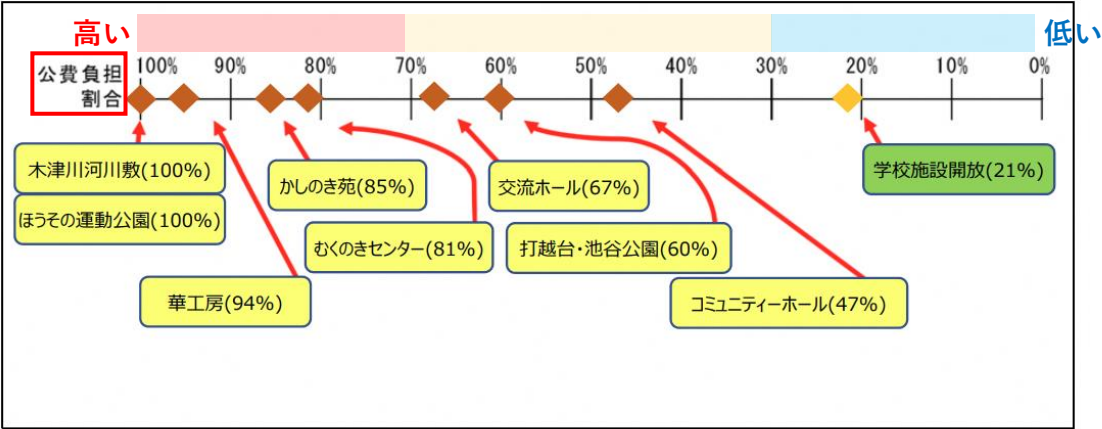 高い
低い
公費負担
割合
100% 90% 80% 70% 60% 50% 40% 30% 20% 10% 0%
木津川河川敷(100%)
ほうその運動公園(100%)
かしのき苑(85%)
交流ホール(67%)
学校施設開放(21%)
むくのきセンター(81%)
打越台・池谷公園(60%)
華工房(94%)
コミュニティーホール(47%)